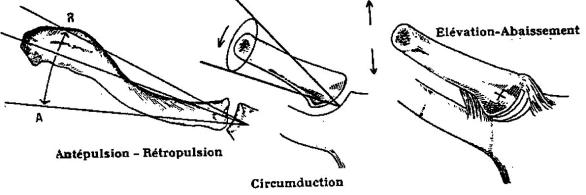 R
A
Antépulsion - Rétropulsion
Circumduction
Elévation-Abaissement